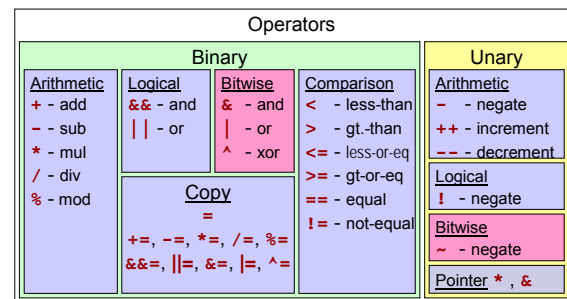 Operators
Binary
Arithmetic
+ - add
- - sub
* - mul
/ - div
% - mod
Logical
&& - and
|| - or
Bitwise
& - and
| - or
^ - xor
Copy
=
+=, -=, *=, /=, %=
&&=, ||=, &=, |=, ^=
Comparison
< - less-than
> - gt.-than
<= - less-or-eq
>= - gt-or-eq
== - equal
!= - not-equal
Unary
Arithmetic
- - negate
++ - increment
-- - decrement
Logical
! - negate
Bitwise
~ - negate
Pointer * , &